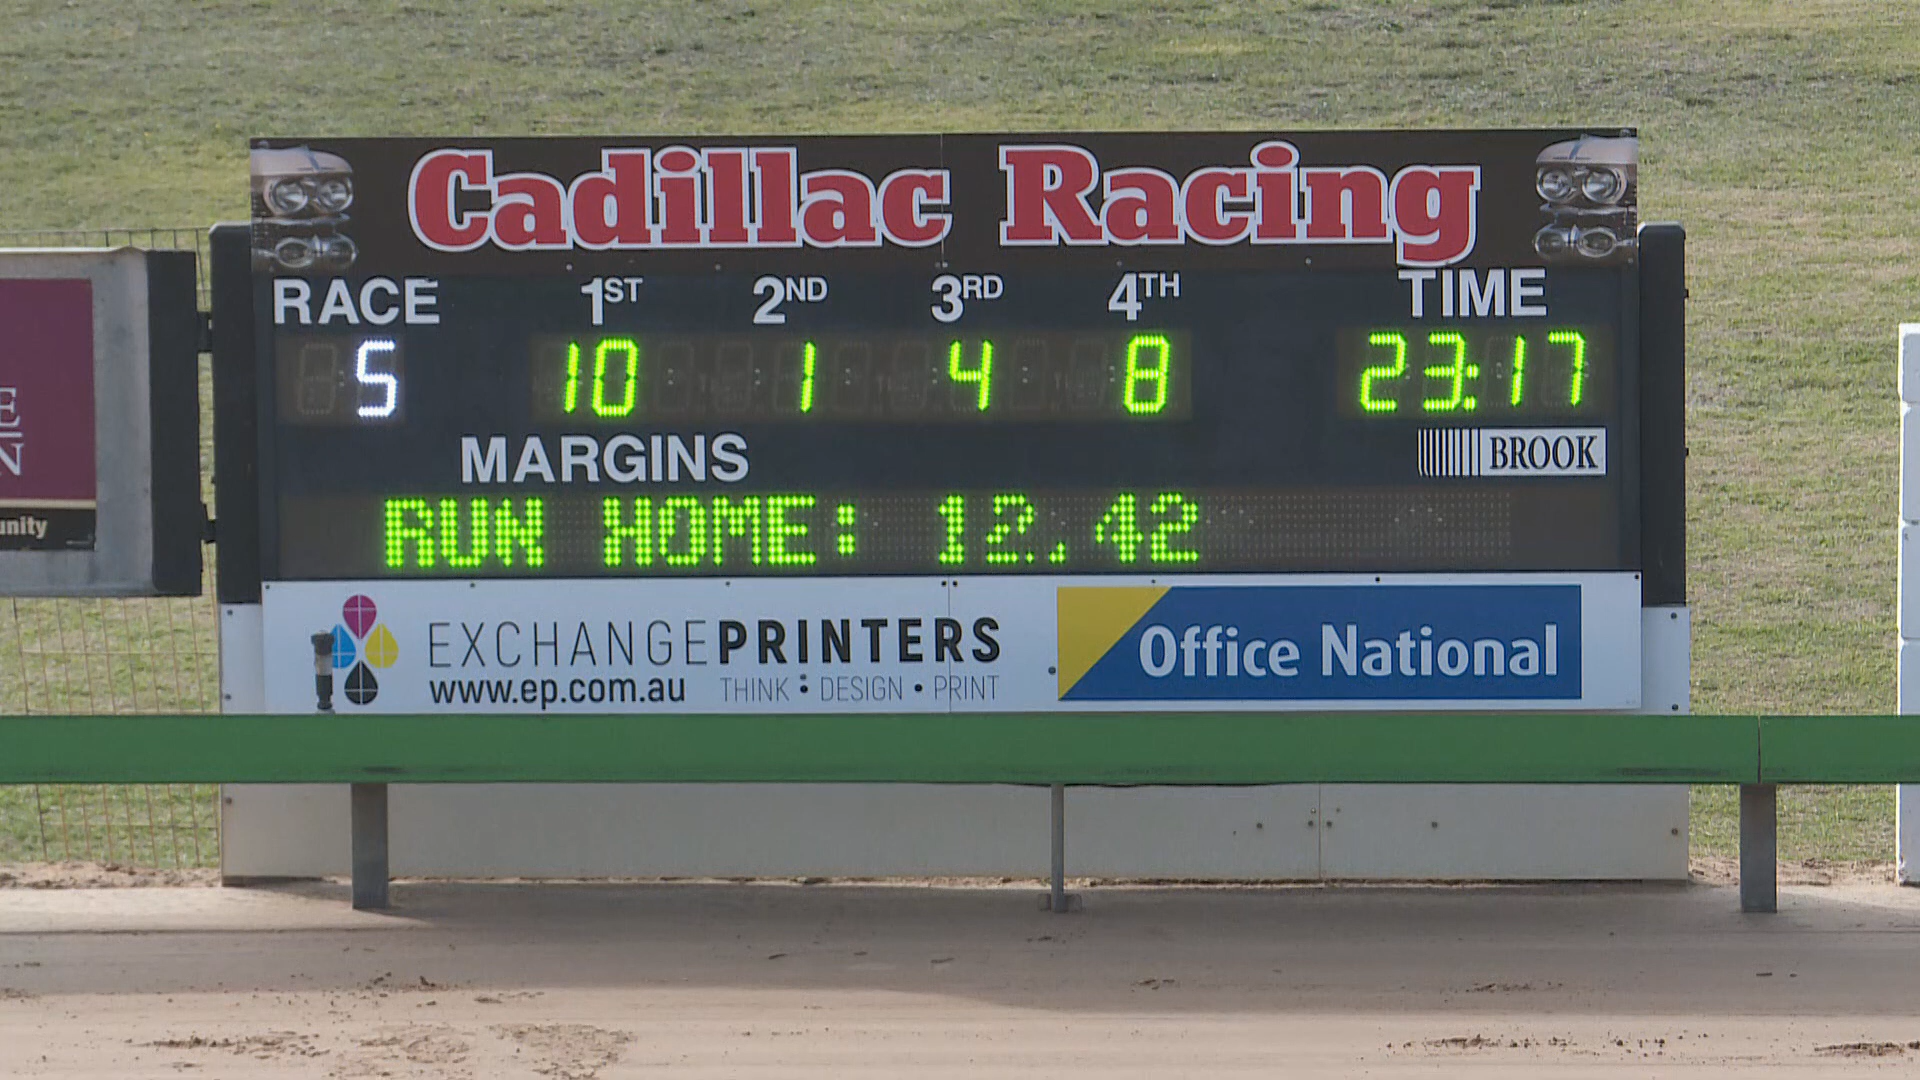 Cadillac Racing
RACE 1ST 2ND 3RD 4TH TIME
5 10 1 4 8 23:17
MARGINS
BROOK
RUN HOME: 12.42
E
N
unity
EXCHANGEPRINTERS
www.ep.com.au THINK : DESIGN • PRINT
Office National